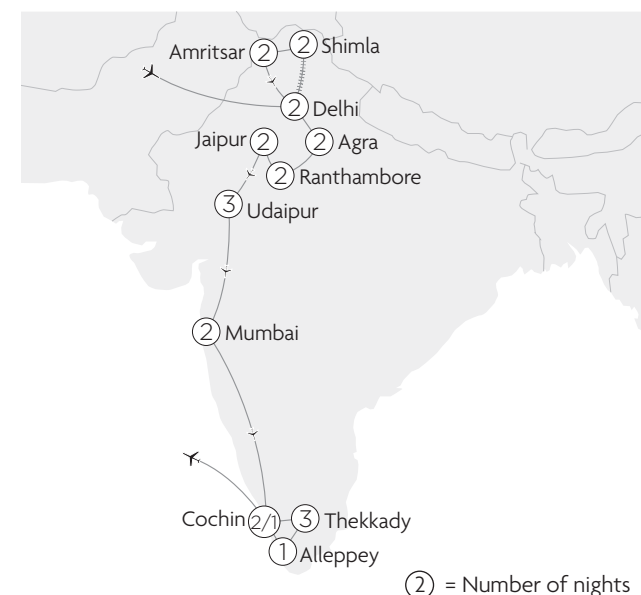 Amritsar 2
2 Shimla
2 Delhi
Jaipur 2
2 Agra
2 Ranthambore
3 Udaipur
2 Mumbai
Cochin 2/1
3 Thekkady
1 Alleppey
2 = Number of nights